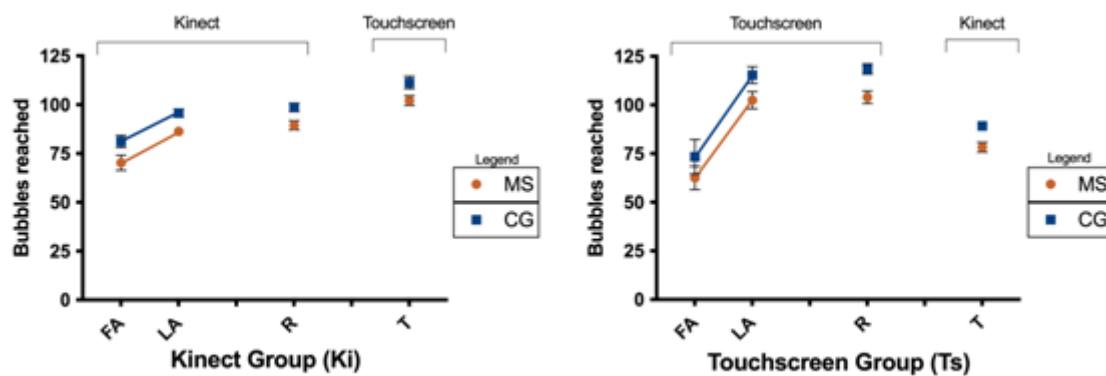 Kinect
Touchscreen
Bubbles reached
125
100
75
50
25
0
FA
LA
R
T
Kinect Group (Ki)
Legend
MS
CG
Touchscreen
Kinect
Bubbles reached
125
100
75
50
25
0
FA
LA
R
T
Touchscreen Group (Ts)
Legend
MS
CG